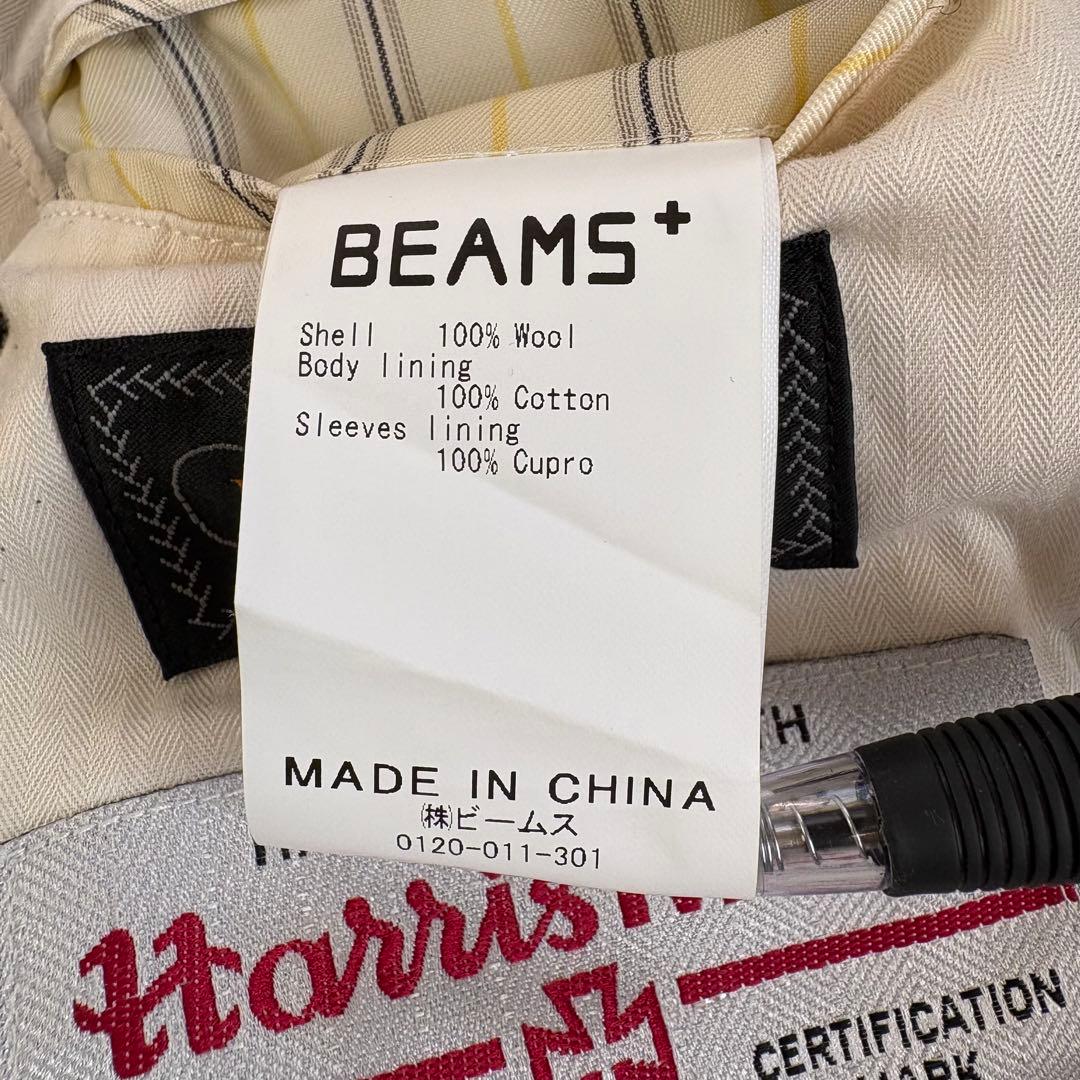 BEAMS+
Shell 100% Wool
Body lining
100% Cotton
Sleeves lining
100% Cupro
MADE IN CHINA
㈱ビームス
0120-011-301
Harris
CERTIFICATION
MARK